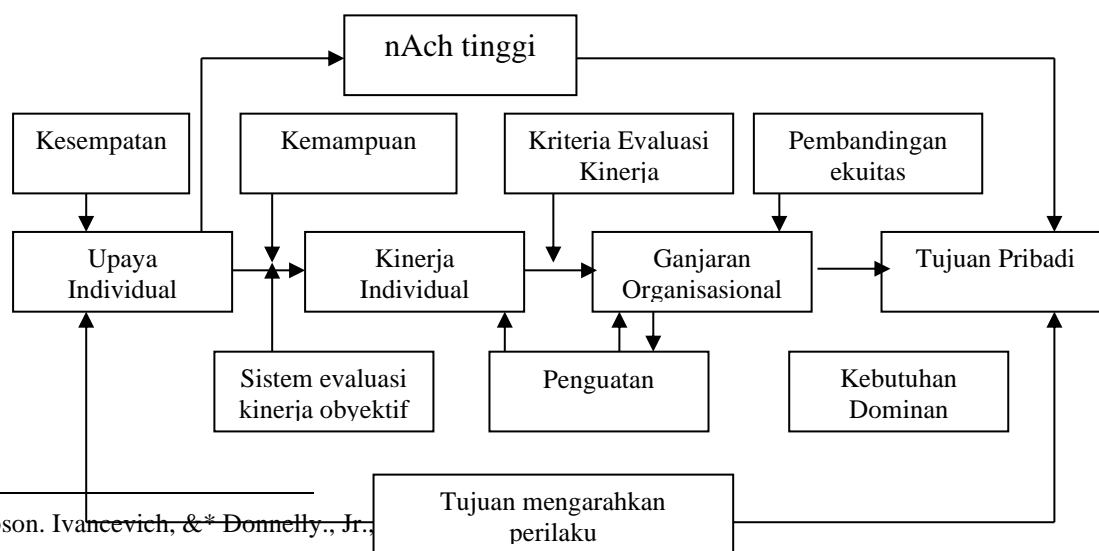 nAch tinggi
Kesempatan
Kemampuan
Kriteria Evaluasi
Kinerja
Pembandingan
ekuitas
Upaya
Individual
Kinerja
Individual
Ganjaran
Organisasional
Tujuan Pribadi
Sistem evaluasi
kinerja obyektif
Penguatan
Kebutuhan
Dominan
Tujuan mengarahkan
perilaku
Ivancevich, &* Donnelly., Jr.,